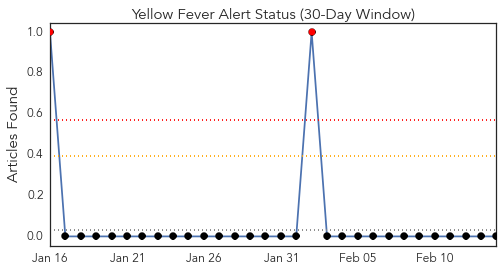 Yellow Fever Alert Status (30-Day Window)
Articles Found
1.0
0.8
0.6
0.4
0.2
0.0
Jan 16 Jan 21 Jan 26 Jan 31 Feb 05 Feb 10